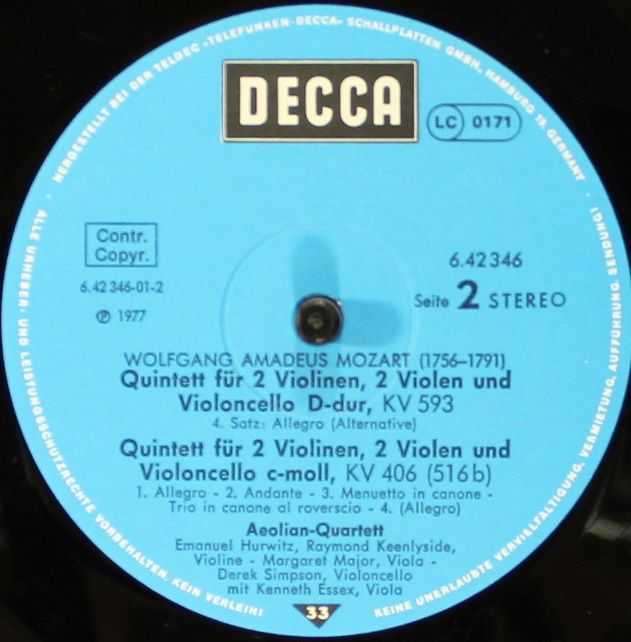 HERGESTELLT BEI DER TELDEC »TELEFUNKEN-DECCA« SCHALLPLATTEN GMBH, HAMBURG 19, GERMANY ·
DECCA
LC 0171
Contr.
Copyr.
6.42346-01-2
℗ 1977
6.42346
Seite 2 STEREO
WOLFGANG AMADEUS MOZART (1756–1791)
Quintett für 2 Violinen, 2 Violen und
Violoncello D-dur, KV 593
4. Satz: Allegro (Alternative)
Quintett für 2 Violinen, 2 Violen und
Violoncello c-moll, KV 406 (516b)
1. Allegro - 2. Andante - 3. Menuetto in canone -
Trio in canone al roverscio - 4. (Allegro)
Aeolian-Quartett
Emanuel Hurwitz, Raymond Keenlyside,
Violine - Margaret Major, Viola -
Derek Simpson, Violoncello
mit Kenneth Essex, Viola
33
· ALLE URHEBER- UND LEISTUNGSSCHUTZRECHTE VORBEHALTEN. KEIN VERLEIH!
KEINE UNERLAUBTE VERVIELFÄLTIGUNG, VERMIETUNG, AUFFÜHRUNG, SENDUNG! ·